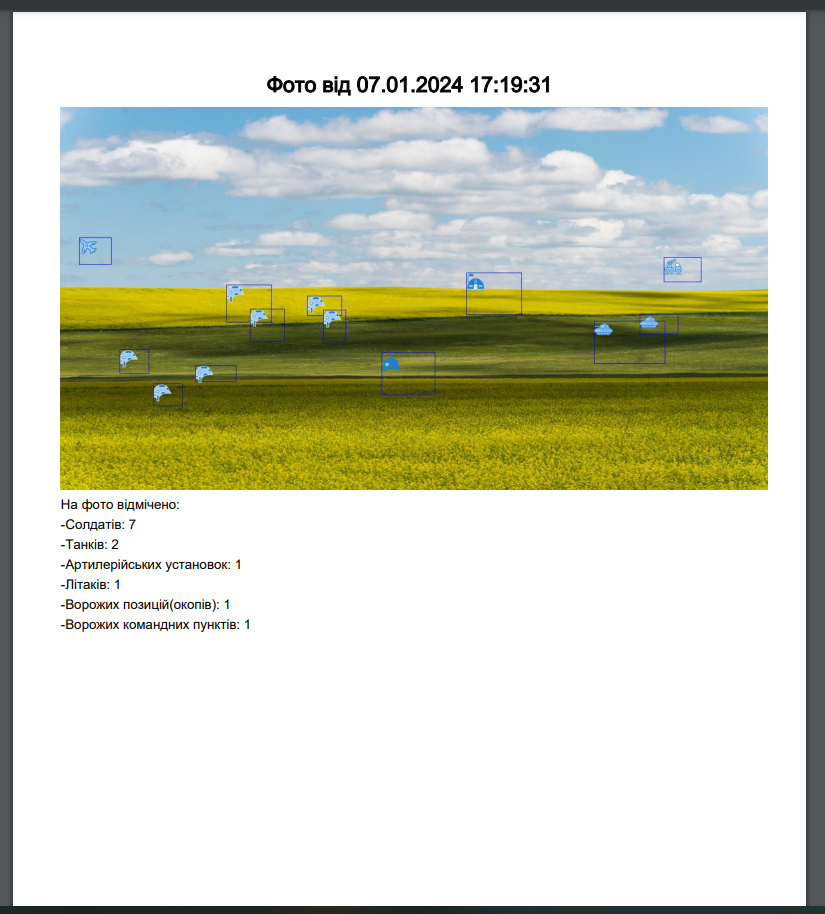 Фото від 07.01.2024 17:19:31
На фото відмічено:
-Солдатів: 7
-Танків: 2
-Артилерійських установок: 1
-Літаків: 1
-Ворожих позицій(окопів): 1
-Ворожих командних пунктів: 1